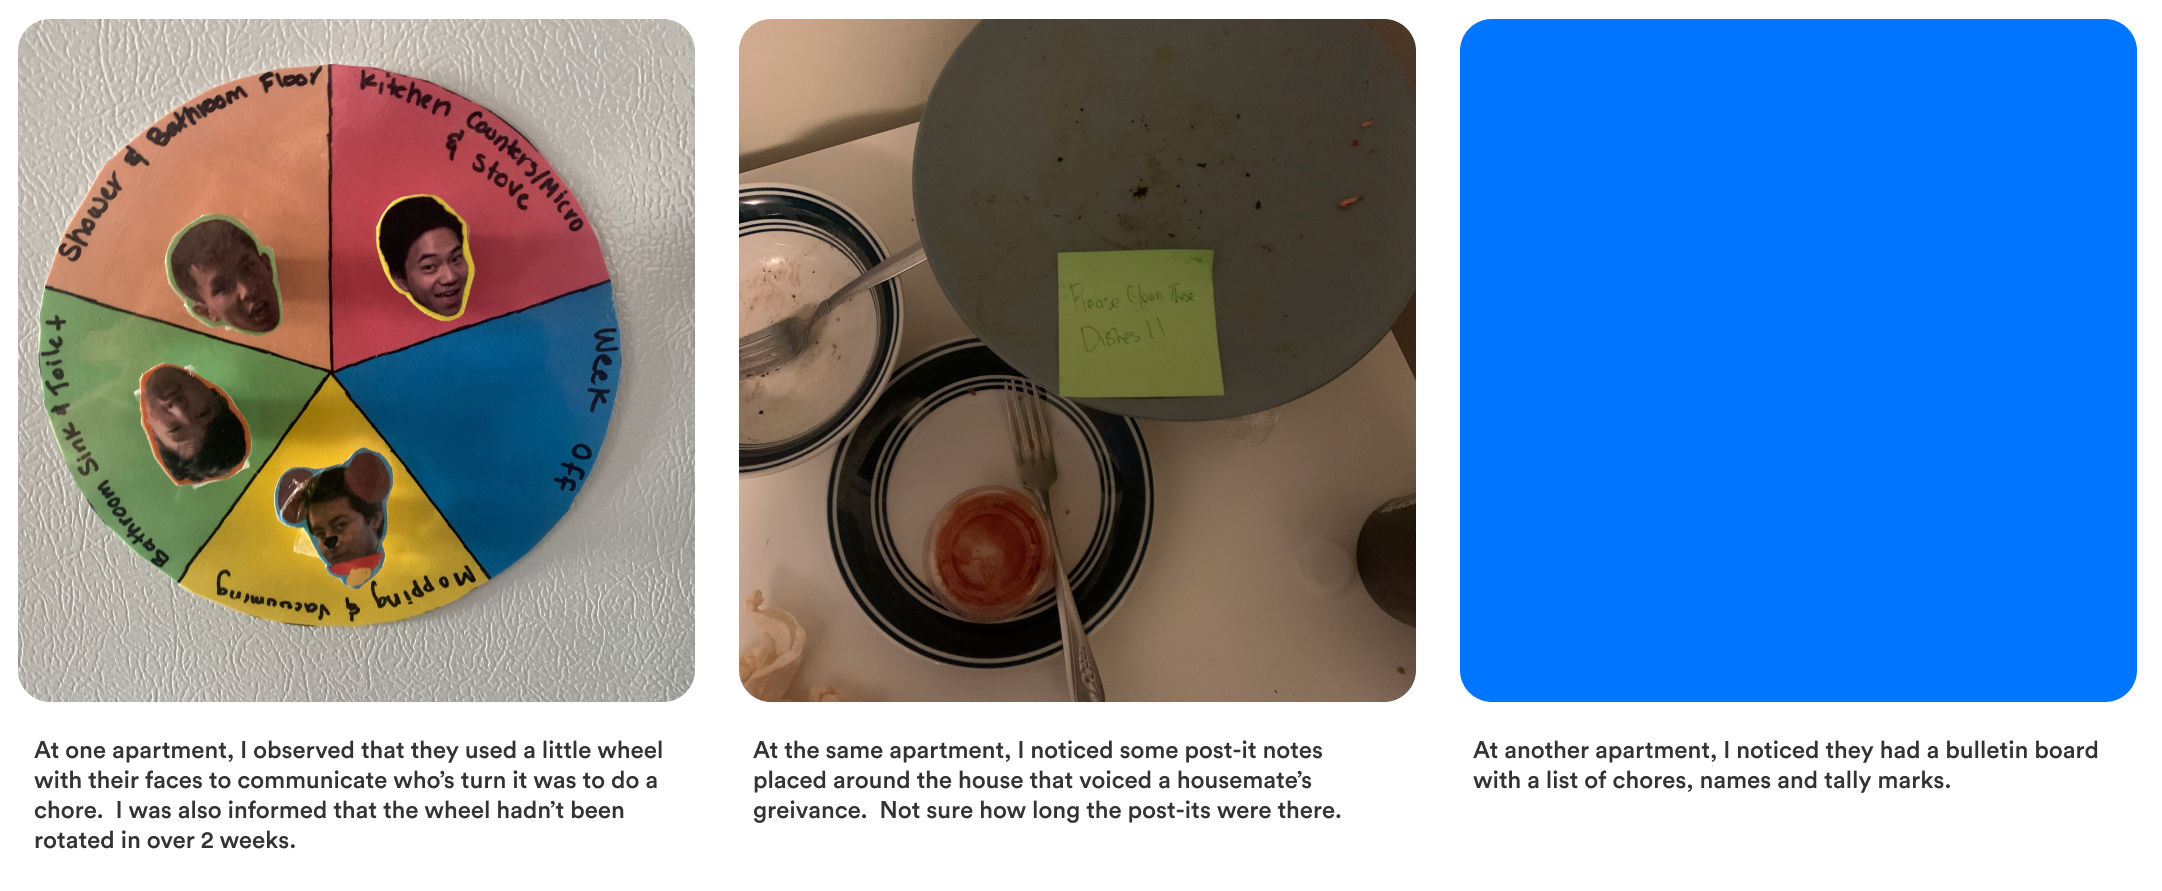 Shower & Bathroom Floor
Kitchen Counters/Micro
& Stove
Week Off
Mopping & Vacuuming
Bathroom Sink & Toilet
Please Clean These
Dishes!!
At one apartment, I observed that they used a little wheel
with their faces to communicate who's turn it was to do a
chore.  I was also informed that the wheel hadn't been
rotated in over 2 weeks.
At the same apartment, I noticed some post-it notes
placed around the house that voiced a housemate's
greivance.  Not sure how long the post-its were there.
At another apartment, I noticed they had a bulletin board
with a list of chores, names and tally marks.